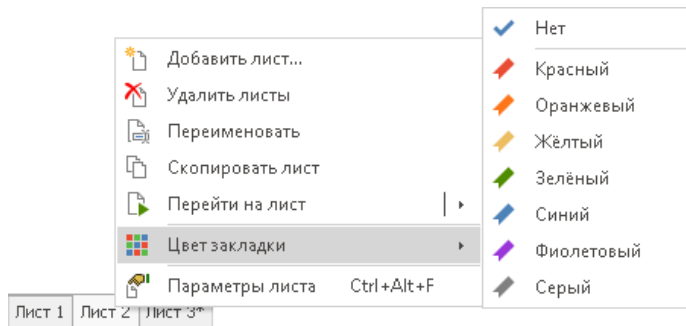 Добавить лист...
Удалить листы
Переименовать
Скопировать лист
Перейти на лист
Цвет закладки
Параметры листа Ctrl+Alt+F
Нет
Красный
Оранжевый
Жёлтый
Зелёный
Синий
Фиолетовый
Серый
Лист 1 Лист 2 Лист 3*